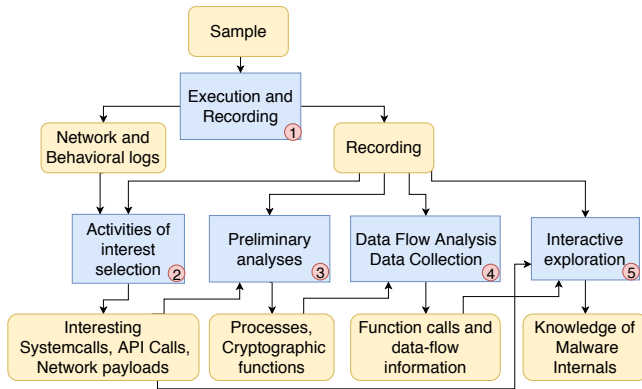 Sample
Execution and
Recording
1
Network and
Behavioral logs
Recording
Activities of
interest
selection
2
Preliminary
analyses
3
Data Flow Analysis
Data Collection
4
Interactive
exploration
5
Interesting
Systemcalls, API Calls,
Network payloads
Processes,
Cryptographic
functions
Function calls and
data-flow
information
Knowledge of
Malware
Internals